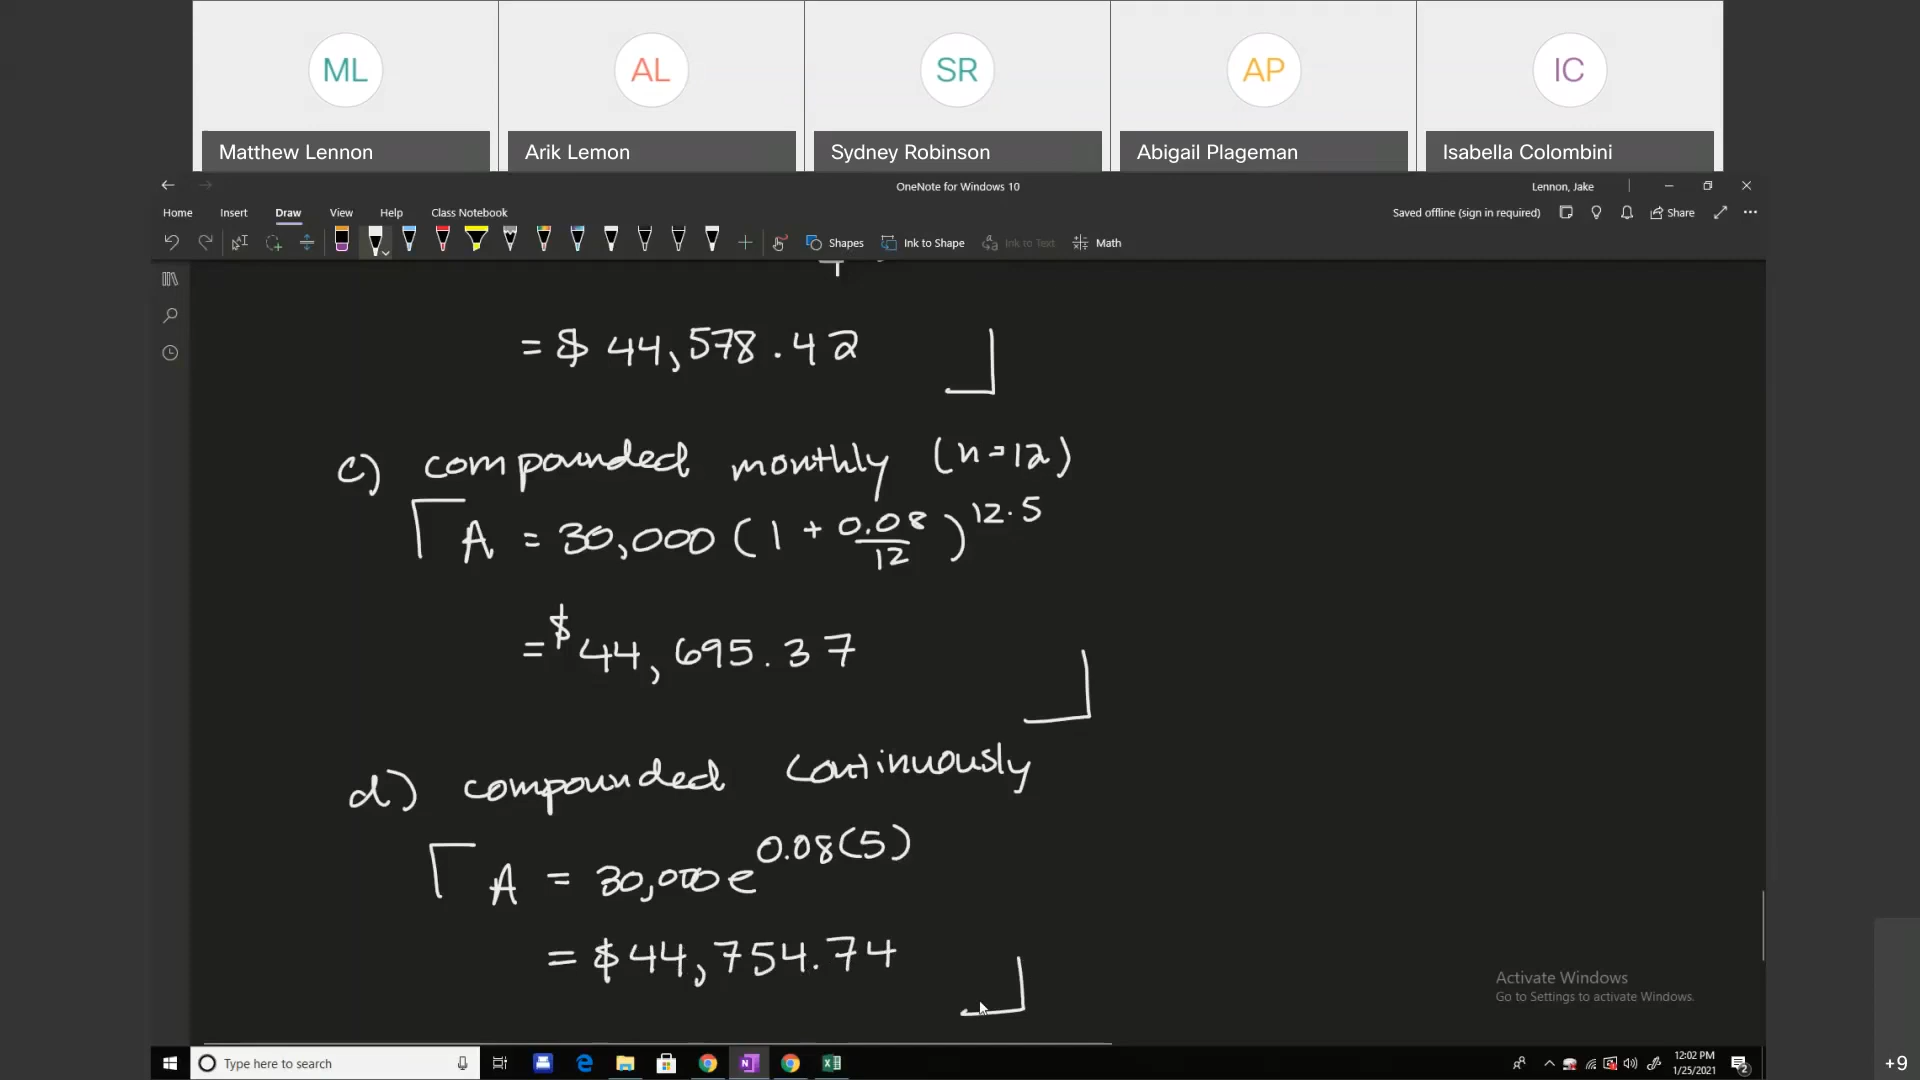 ML AL SR AP IC
Matthew Lennon Arik Lemon Sydney Robinson Abigail Plageman Isabella Colombini
OneNote for Windows 10 Lennon, Jake
Home Insert Draw View Help Class Notebook Saved offline (sign in required) Share
Shapes Ink to Shape Ink to Text Math
= $ 44,578.42
c) compounded monthly (n=12)
A = 30,000 (1 + 0.08/12)^12·5
= $44,695.37
d) compounded continuously
A = 30,000e^0.08(5)
= $44,754.74
Activate Windows
Go to Settings to activate Windows.
Type here to search
12:02 PM
1/25/2021
2
+9